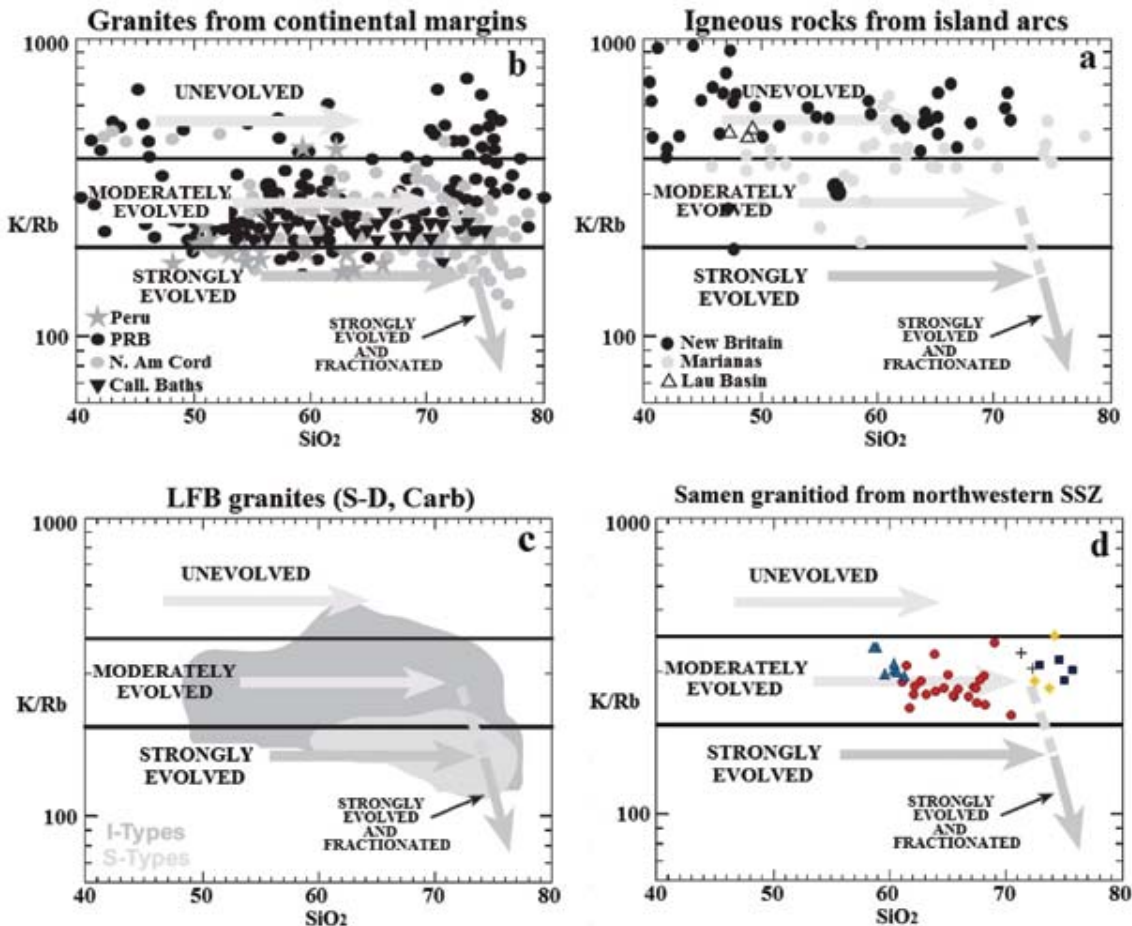 Granites from continental margins
1000
b
UNEVOLVED
MODERATELY
EVOLVED
K/Rb
STRONGLY
EVOLVED
Peru
PRB
N. Am Cord
Call. Baths
STRONGLY
EVOLVED
AND
FRACTIONATED
100
40 50 60 70 80
SiO2
Igneous rocks from island arcs
1000
a
UNEVOLVED
MODERATELY
EVOLVED
K/Rb
STRONGLY
EVOLVED
New Britain
Marianas
Lau Basin
STRONGLY
EVOLVED
AND
FRACTIONATED
100
40 50 60 70 80
SiO2
LFB granites (S-D, Carb)
1000
c
UNEVOLVED
MODERATELY
EVOLVED
K/Rb
STRONGLY
EVOLVED
STRONGLY
EVOLVED
AND
FRACTIONATED
100
I-Types
S-Types
40 50 60 70 80
SiO2
Samen granitiod from northwestern SSZ
1000
d
UNEVOLVED
MODERATELY
EVOLVED
K/Rb
STRONGLY
EVOLVED
STRONGLY
EVOLVED
AND
FRACTIONATED
100
40 50 60 70 80
SiO2